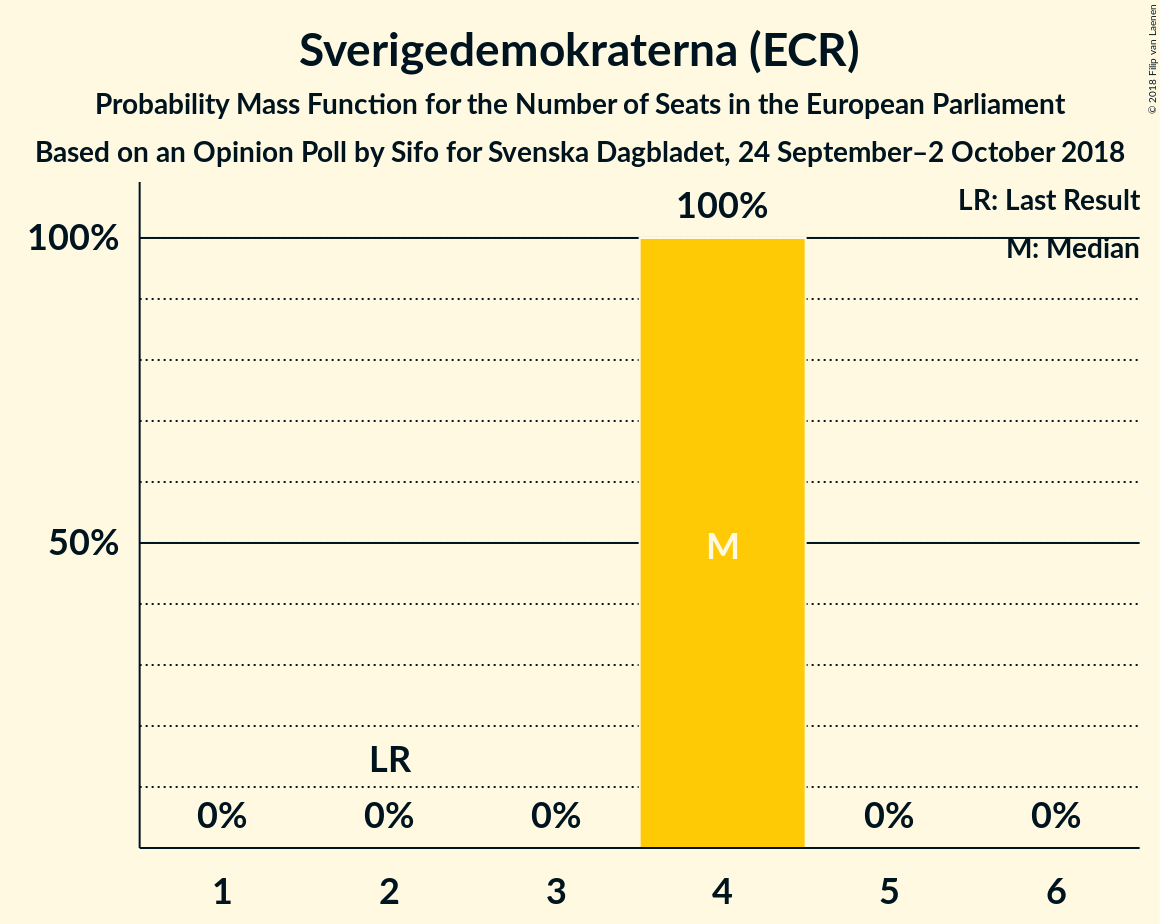 Sverigedemokraterna (ECR)
Probability Mass Function for the Number of Seats in the European Parliament
Based on an Opinion Poll by Sifo for Svenska Dagbladet, 24 September–2 October 2018
© 2018 Filip van Laenen
LR: Last Result
M: Median
100%
100%
50%
M
LR
0% 0% 0% 0% 0%
1 2 3 4 5 6